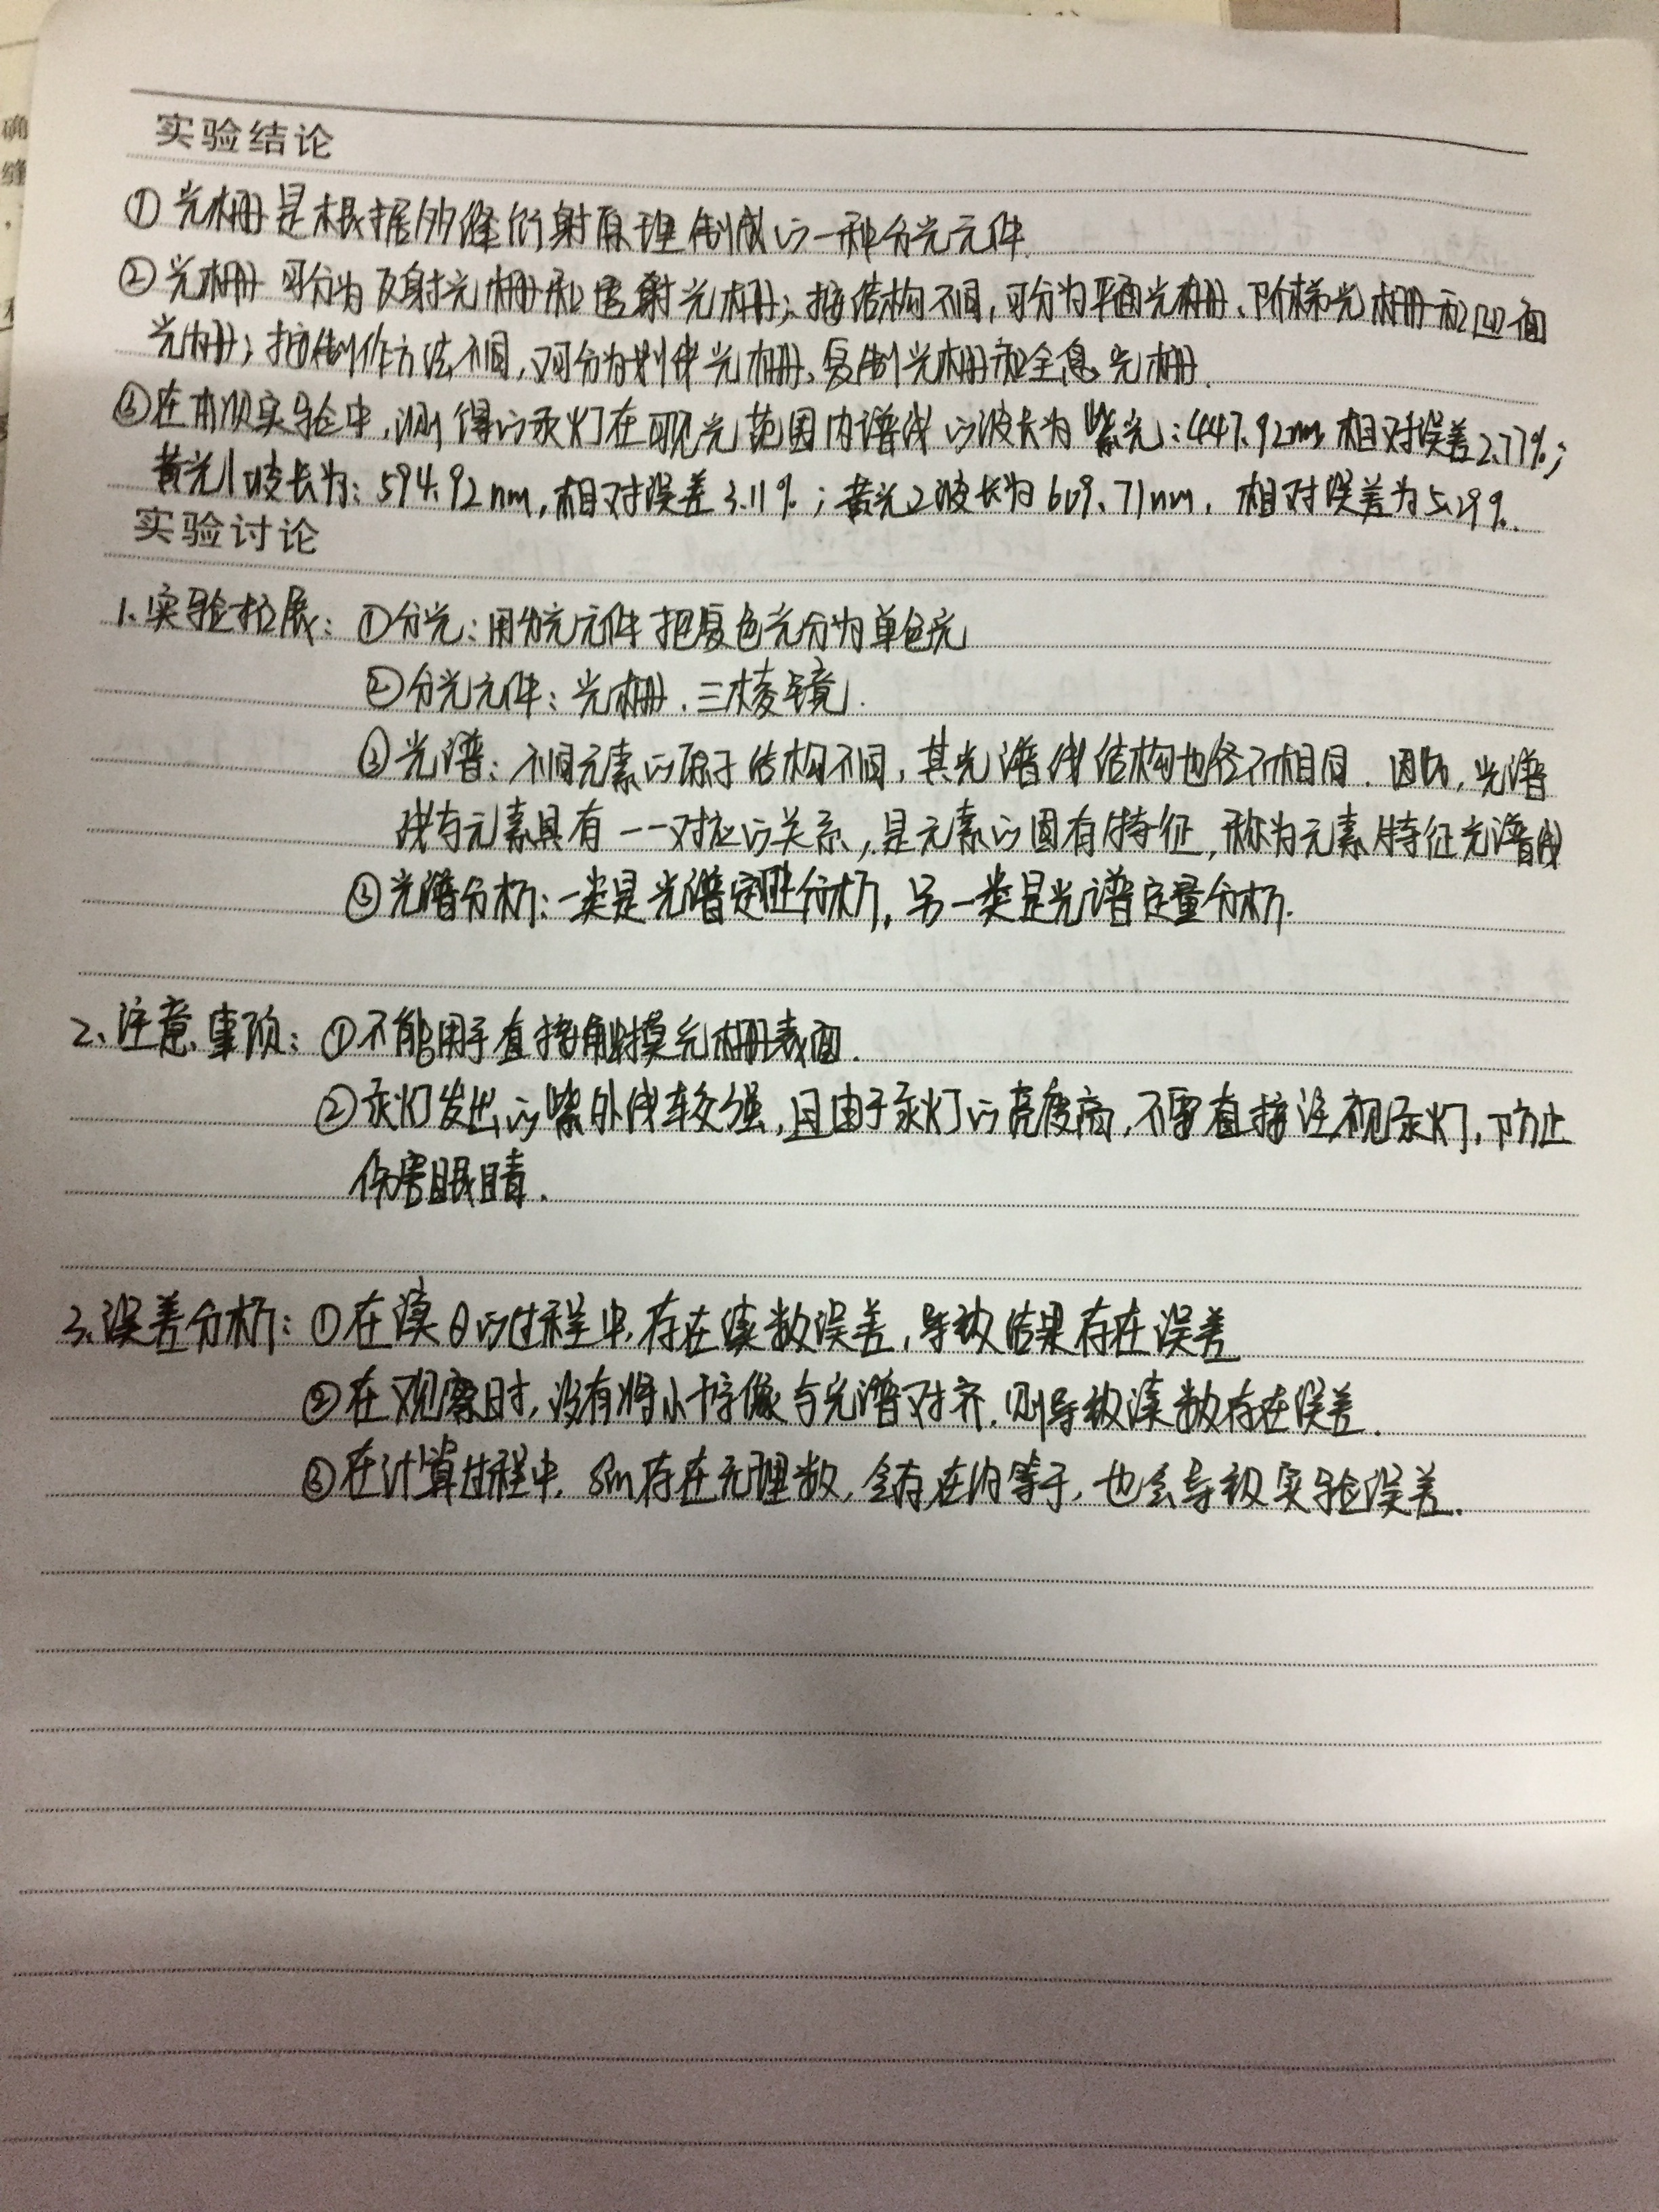 实验结论
①光栅是根据多缝衍射原理制成的一种分光元件.
②光栅可分为反射光栅和透射光栅;按结构不同,可分为平面光栅、阶梯光栅和凹面
光栅;按制作方法不同,又可分为刻线光栅、复制光栅和全息光栅.
③在本次实验中,测得的汞灯在可见光范围内谱线的波长为紫光:447.92nm,相对误差2.77%;
黄光1波长为:594.92nm,相对误差3.11%;黄光2波长为609.71nm,相对误差为5.29%.
实验讨论
1.实验拓展:①分光:用分光元件把复色光分为单色光
②分光元件:光栅、三棱镜.
③光谱:不同元素的原子结构不同,其光谱线结构也各不相同.因此,光谱
线与元素具有一一对应的关系,是元素的固有特征,称为元素特征光谱线
③光谱分析:一类是光谱定性分析,另一类是光谱定量分析.
2、注意事项:①不能用手直接触摸光栅表面.
②汞灯发出的紫外线较强,且由于汞灯的亮度高,不要直接注视汞灯,防止
伤害眼睛.
3.误差分析:①在读θ的过程中,存在读数误差,导致结果存在误差
②在观察时,没有将小十字像与光谱对齐,则导致读数存在误差.
③在计算过程中,sin存在无理数,会存在约等于,也会导致实验误差.
确
缝